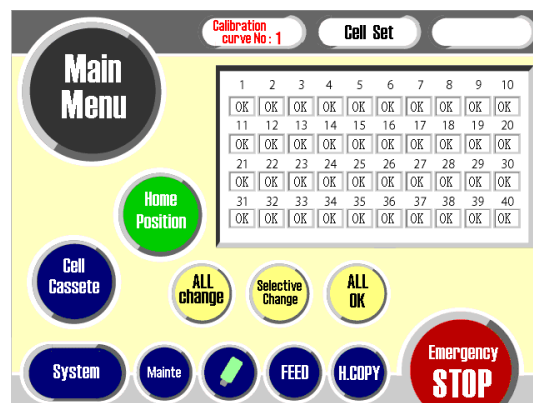 Calibration
curve No : 1
Cell Set
Main
Menu
1 2 3 4 5 6 7 8 9 10
OK OK OK OK OK OK OK OK OK OK
11 12 13 14 15 16 17 18 19 20
OK OK OK OK OK OK OK OK OK OK
21 22 23 24 25 26 27 28 29 30
OK OK OK OK OK OK OK OK OK OK
31 32 33 34 35 36 37 38 39 40
OK OK OK OK OK OK OK OK OK OK
Home
Position
Cell
Cassete
ALL
change
Selective
Change
ALL
OK
System
Mainte
FEED
H.COPY
Emergency
STOP